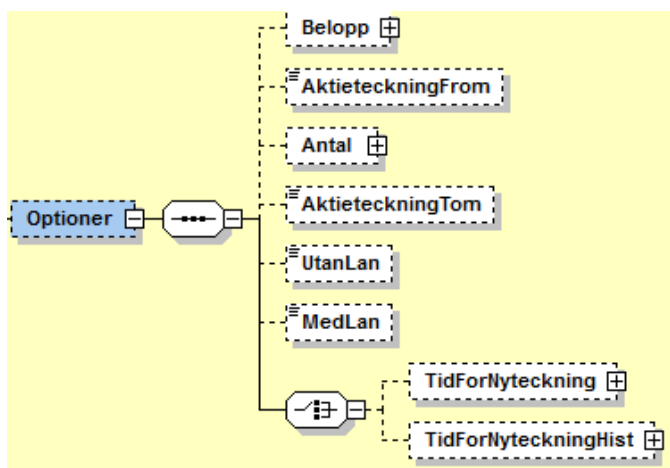 Belopp
AktieteckningFrom
Antal
Optioner
AktieteckningTom
UtanLan
MedLan
TidForNyteckning
TidForNyteckningHist